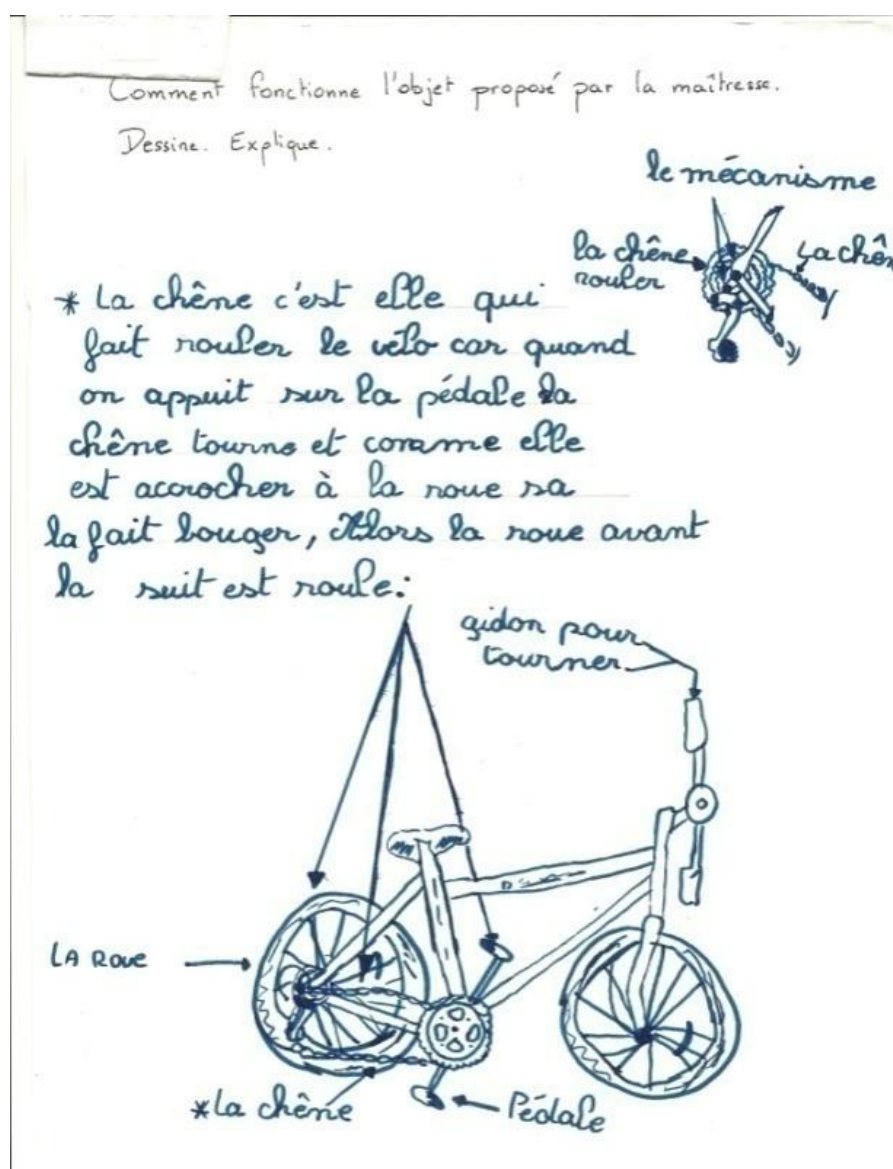 Comment fonctionne l'objet proposé par la maîtresse.
Dessine. Explique.
le mécanisme
la chêne
rouler
La chên
* La chêne c'est elle qui
fait rouler le vélo car quand
on appuit sur la pédale la
chêne tourne et comme elle
est accrocher à la roue sa
la fait bouger, Alors la roue avant
la suit est roule :
gidon pour
tourner
LA ROUE
*La chêne
Pédale